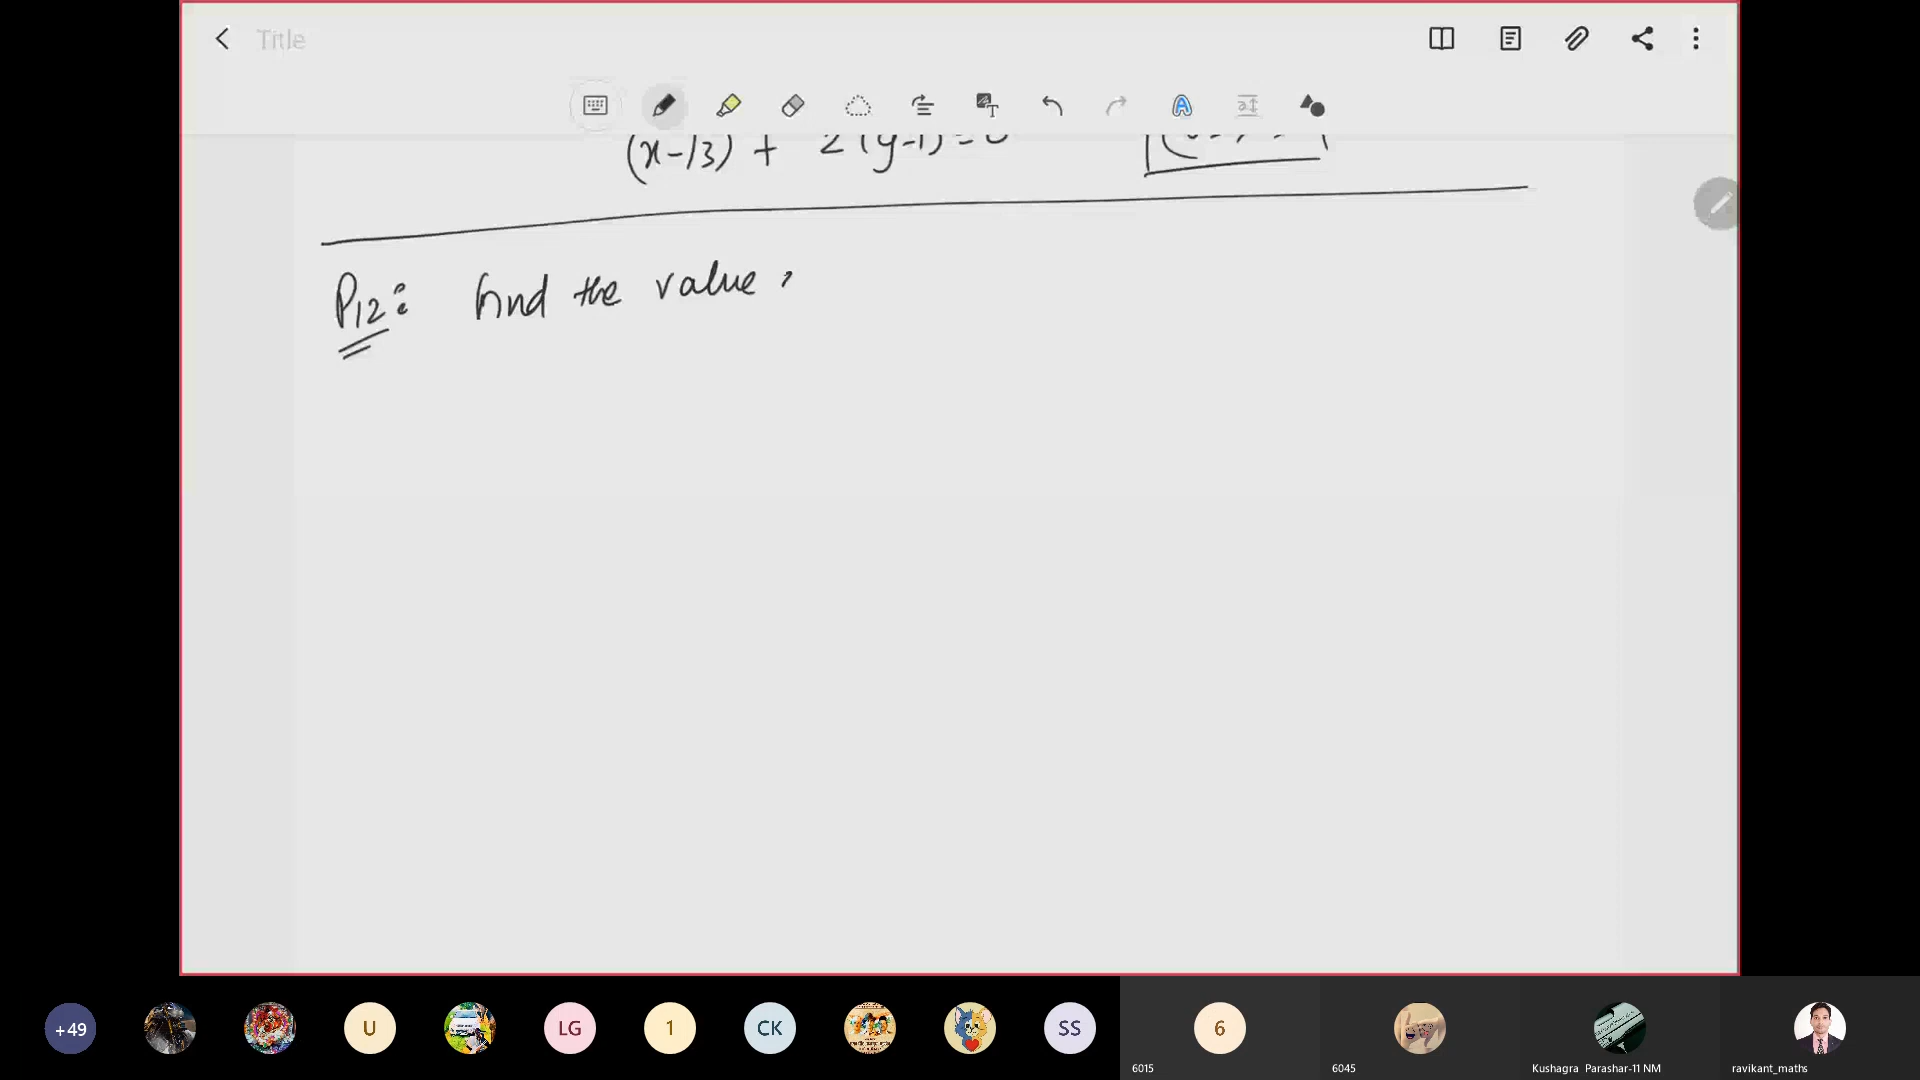 Title
(x-13) + 2(y-1)=0
P12: find the value
+49
U
LG
1
CK
SS
6
6015
6045
Kushagra Parashar-11 NM
ravikant_maths